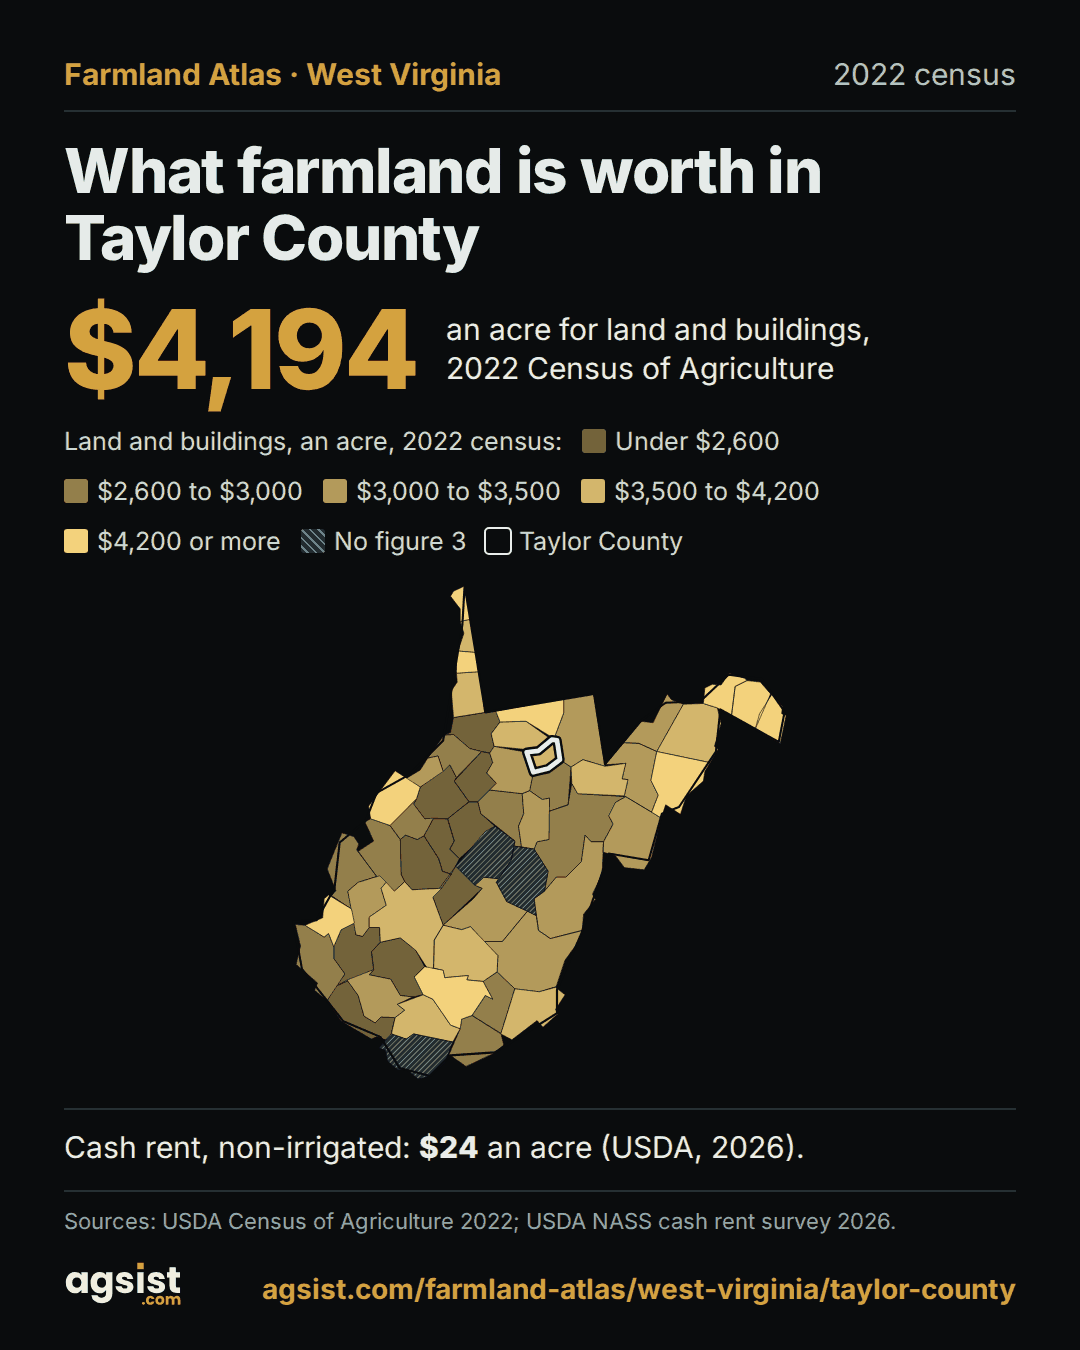 Farmland Atlas · West Virginia
2022 census
What farmland is worth in
Taylor County
$4,194
an acre for land and buildings,
2022 Census of Agriculture
Land and buildings, an acre, 2022 census: Under $2,600
$2,600 to $3,000 $3,000 to $3,500 $3,500 to $4,200
$4,200 or more No figure 3 Taylor County
Cash rent, non-irrigated: $24 an acre (USDA, 2026).
Sources: USDA Census of Agriculture 2022; USDA NASS cash rent survey 2026.
agsist
.com
agsist.com/farmland-atlas/west-virginia/taylor-county